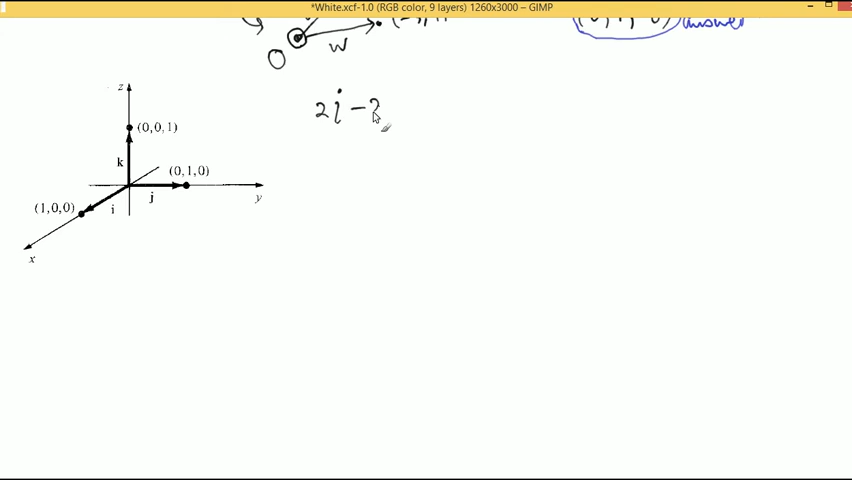 *White.xcf-1.0 (RGB color, 9 layers) 1260x3000 – GIMP
answer
W
O
2i -
z
(0,0,1)
k
(0,1,0)
(1,0,0)
i
j
y
x